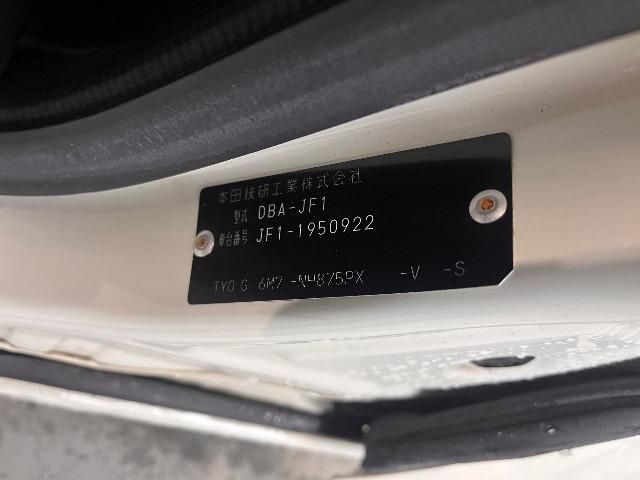 本田技研工業株式会社
型式 DBA-JF1
車台番号 JF1-1950922
TY0G 6M7 -NH875PX -V -S